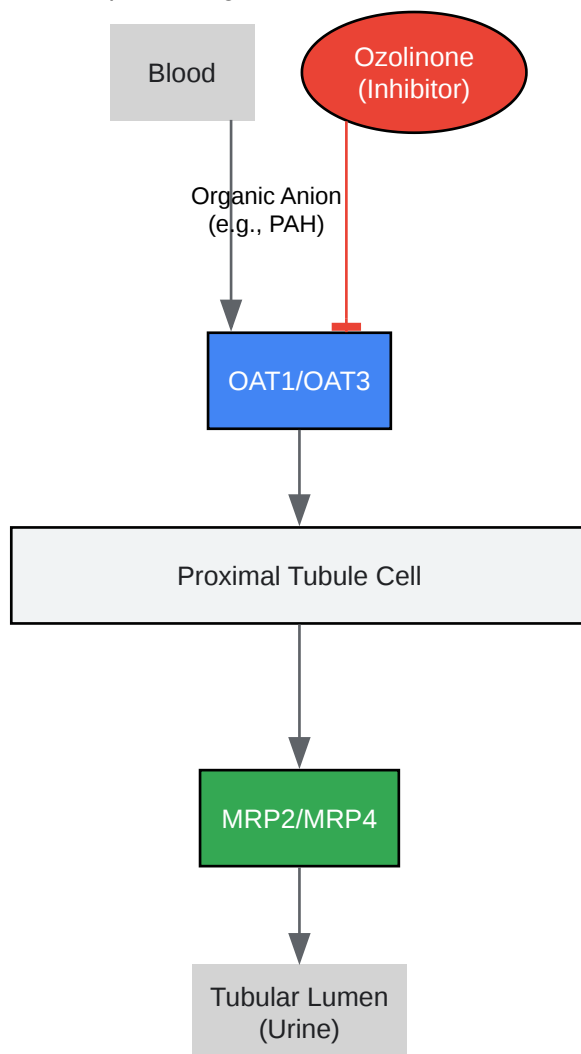 Blood
Ozolinone
(Inhibitor)
Organic Anion
(e.g., PAH)
OAT1/OAT3
Proximal Tubule Cell
MRP2/MRP4
Tubular Lumen
(Urine)